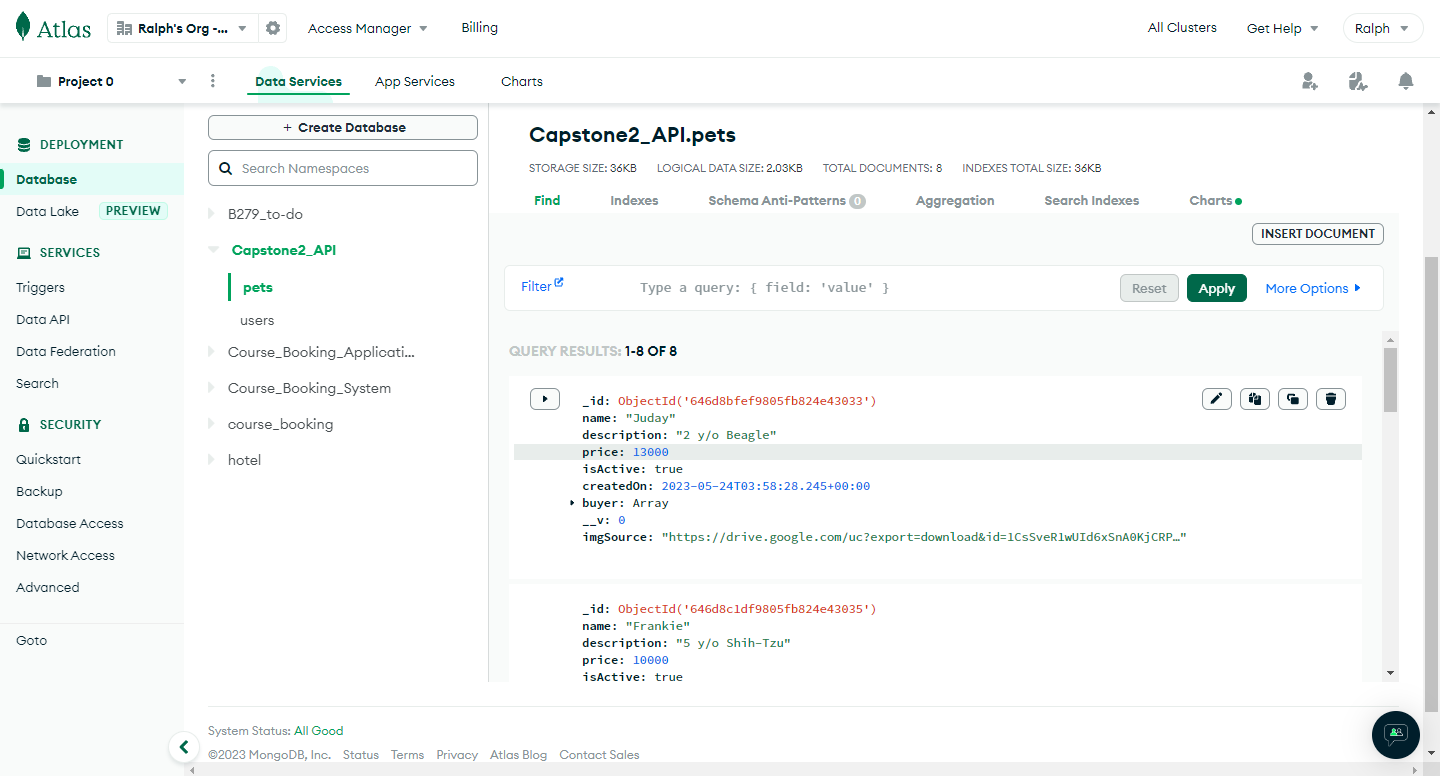 Atlas
Ralph's Org -...
Access Manager
Billing
All Clusters
Get Help
Ralph
Project 0
Data Services
App Services
Charts
DEPLOYMENT
Database
Data Lake PREVIEW
SERVICES
Triggers
Data API
Data Federation
Search
SECURITY
Quickstart
Backup
Database Access
Network Access
Advanced
Goto
+ Create Database
Search Namespaces
B279_to-do
Capstone2_API
pets
users
Course_Booking_Applicati...
Course_Booking_System
course_booking
hotel
Capstone2_API.pets
STORAGE SIZE: 36KB LOGICAL DATA SIZE: 2.03KB TOTAL DOCUMENTS: 8 INDEXES TOTAL SIZE: 36KB
Find Indexes Schema Anti-Patterns 0 Aggregation Search Indexes Charts
INSERT DOCUMENT
Filter Type a query: { field: 'value' } Reset Apply More Options
QUERY RESULTS: 1-8 OF 8
_id: ObjectId('646d8bfef9805fb824e43033')
name: "Juday"
description: "2 y/o Beagle"
price: 13000
isActive: true
createdOn: 2023-05-24T03:58:28.245+00:00
buyer: Array
__v: 0
imgSource: "https://drive.google.com/uc?export=download&id=1CsSveR1wUId6xSnA0KjCRP…"
_id: ObjectId('646d8c1df9805fb824e43035')
name: "Frankie"
description: "5 y/o Shih-Tzu"
price: 10000
isActive: true
System Status: All Good
©2023 MongoDB, Inc. Status Terms Privacy Atlas Blog Contact Sales